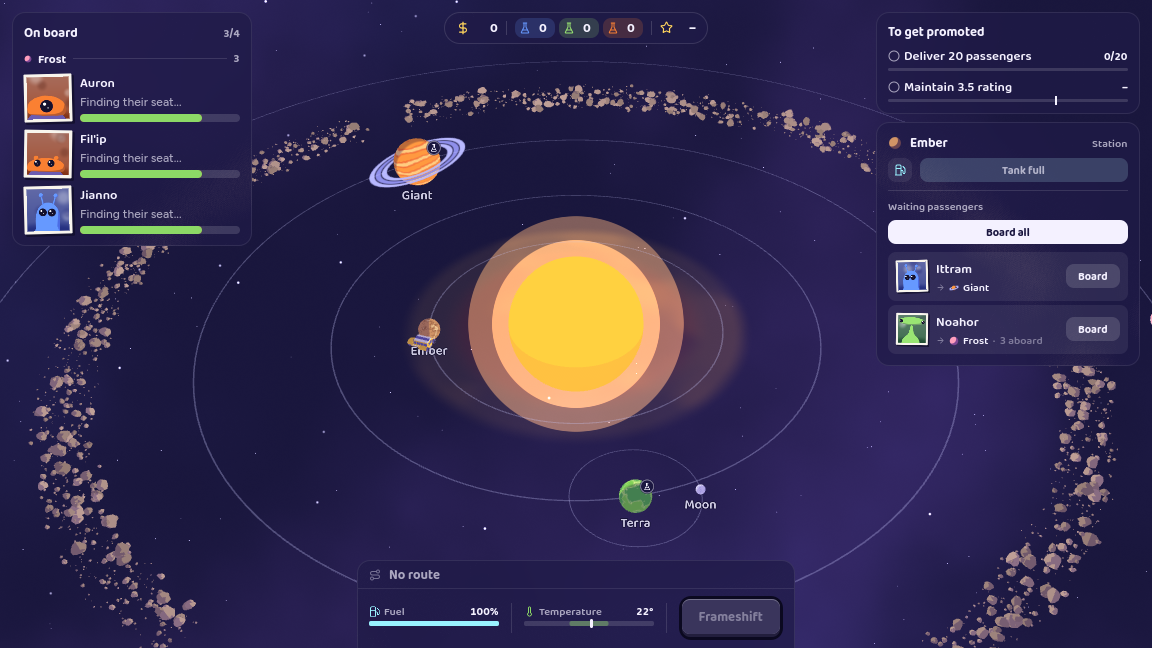 On board 3/4
Frost 3
Auron
Finding their seat...
Fil'ip
Finding their seat...
Jianno
Finding their seat...
$ 0 0 0 0 –
To get promoted
Deliver 20 passengers 0/20
Maintain 3.5 rating –
Ember Station
Tank full
Waiting passengers
Board all
Ittram
→ Giant
Board
Noahor
→ Frost · 3 aboard
Board
Giant
Ember
Terra
Moon
No route
Fuel 100%
Temperature 22°
Frameshift